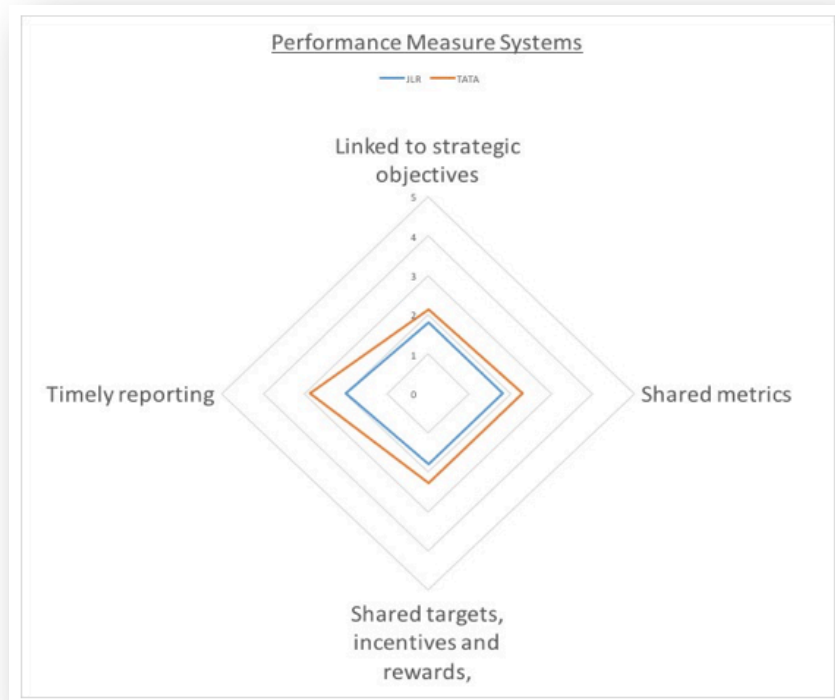 Performance Measure Systems
JLR TATA
Linked to strategic
objectives
5
4
3
2
1
0
Timely reporting
Shared metrics
Shared targets,
incentives and
rewards,